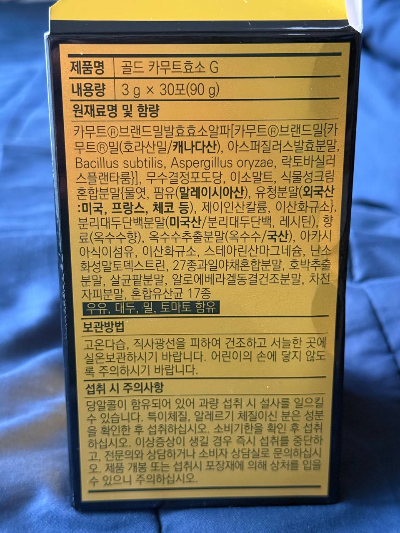 제품명 골드 카무트효소 G
내용량 3 g × 30포(90 g)
원재료명 및 함량
카무트®브랜드밀발효효소알파[카무트®브랜드밀{카
무트®밀(호라산밀/캐나다산), 아스퍼질러스발효분말,
Bacillus subtilis, Aspergillus oryzae, 락토바실러
스플란타룸}], 무수결정포도당, 이소말트, 식물성크림
혼합분말{물엿, 팜유(말레이시아산), 유청분말(외국산
:미국, 프랑스, 체코 등), 제이인산칼륨, 이산화규소},
분리대두단백분말(미국산/분리대두단백, 레시틴), 향
료(옥수수향), 옥수수추출분말(옥수수/국산), 아카시
아식이섬유, 이산화규소, 스테아린산마그네슘, 난소
화성말토덱스트린, 27종과일야채혼합분말, 호박추출
분말, 살균팥분말, 알로에베라겔동결건조분말, 차전
자피분말, 혼합유산균 17종
우유, 대두, 밀, 토마토 함유
보관방법
고온다습, 직사광선을 피하여 건조하고 서늘한 곳에
실온보관하시기 바랍니다. 어린이의 손에 닿지 않도
록 주의하시기 바랍니다.
섭취 시 주의사항
당알콜이 함유되어 있어 과량 섭취 시 설사를 일으킬
수 있습니다. 특이체질, 알레르기 체질이신 분은 성분
을 확인한 후 섭취하십시오. 소비기한을 확인 후 섭취
하십시오. 이상증상이 생길 경우 즉시 섭취를 중단하
고, 전문의와 상담하거나 소비자 상담실로 문의하십시
오. 제품 개봉 또는 섭취시 포장재에 의해 상처를 입을
수 있으니 주의하십시오.